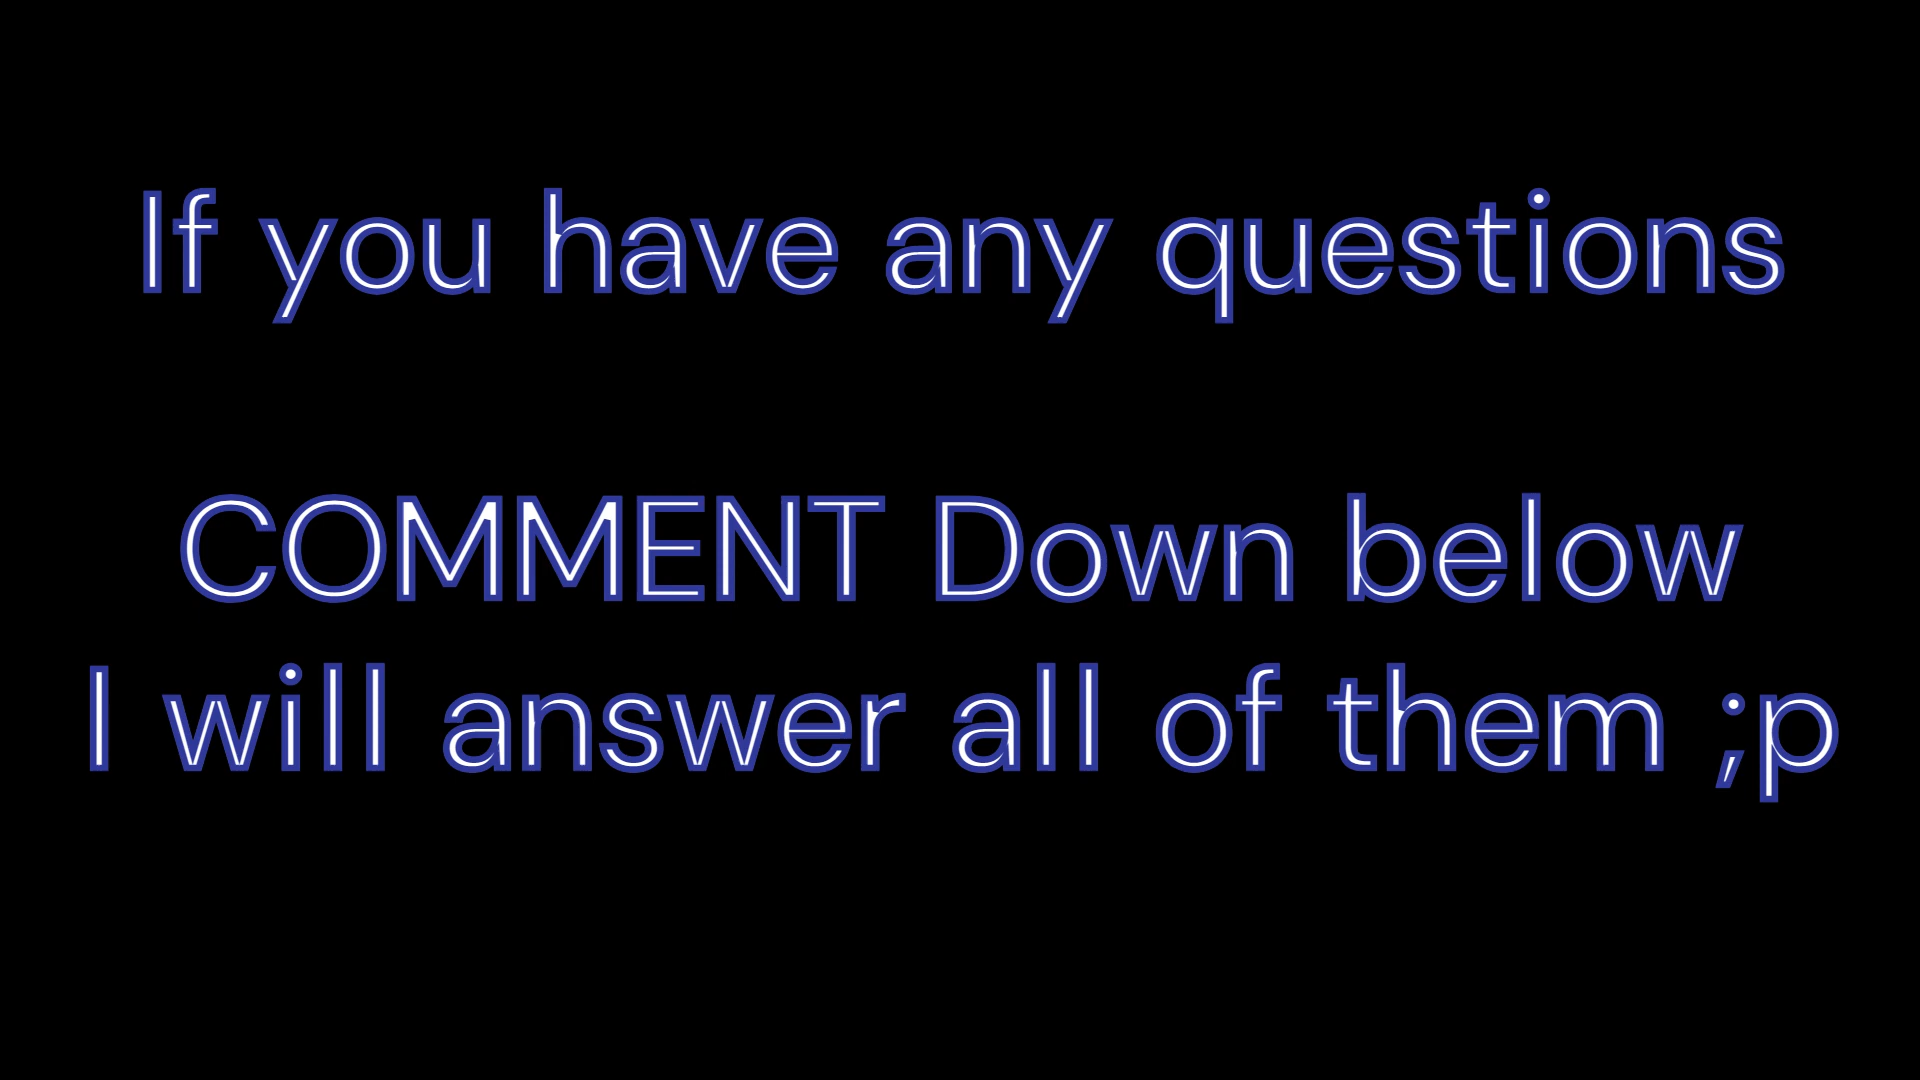 If you have any questions
COMMENT Down below
I will answer all of them ;p